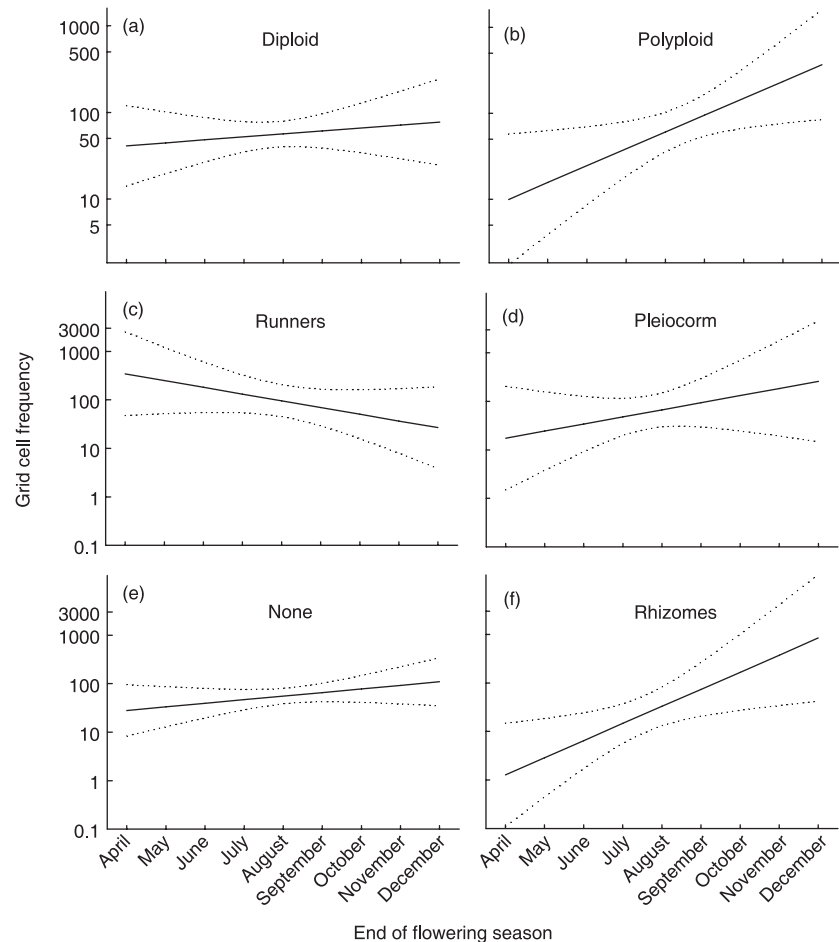 (a)
Diploid
1000
500
100
50
10
5
(b)
Polyploid
(c)
Runners
3000
1000
100
10
1
0.1
(d)
Pleiocorm
(e)
None
3000
1000
100
10
1
0.1
(f)
Rhizomes
Grid cell frequency
April
May
June
July
August
September
October
November
December
April
May
June
July
August
September
October
November
December
End of flowering season